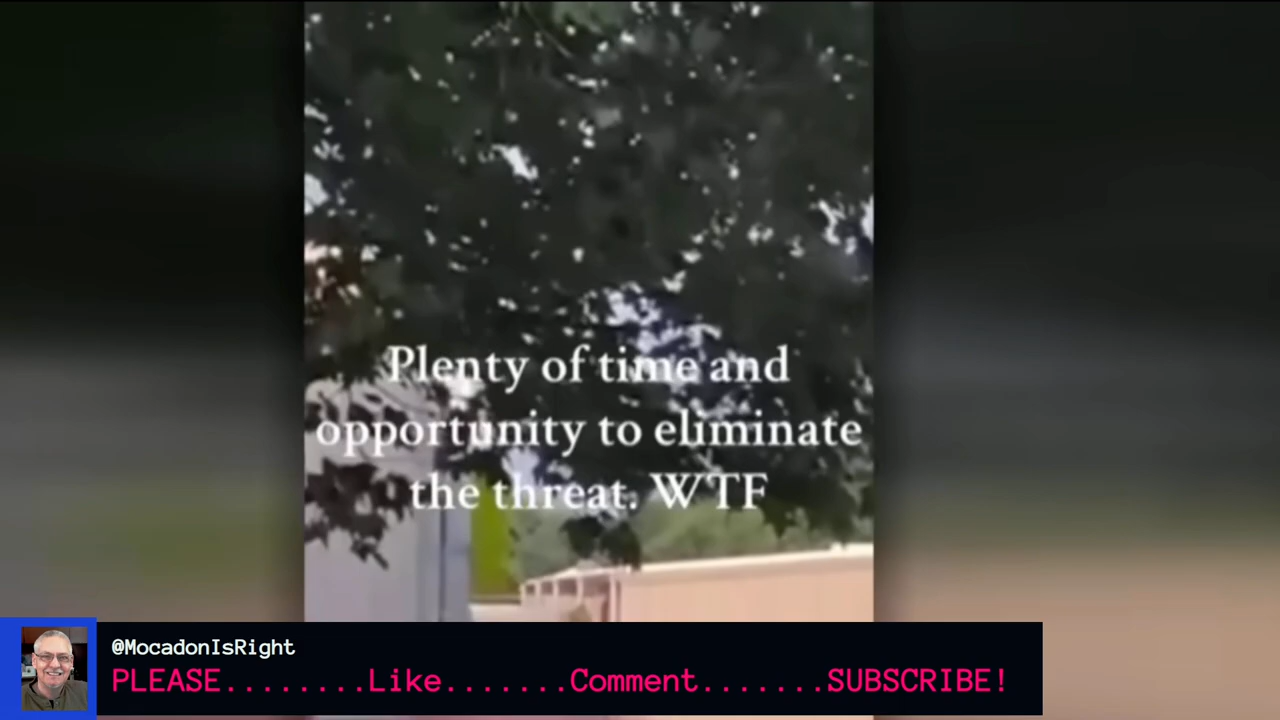 Plenty of time and
opportunity to eliminate
the threat. WTF
@MocadonIsRight
PLEASE........Like.......Comment.......SUBSCRIBE!